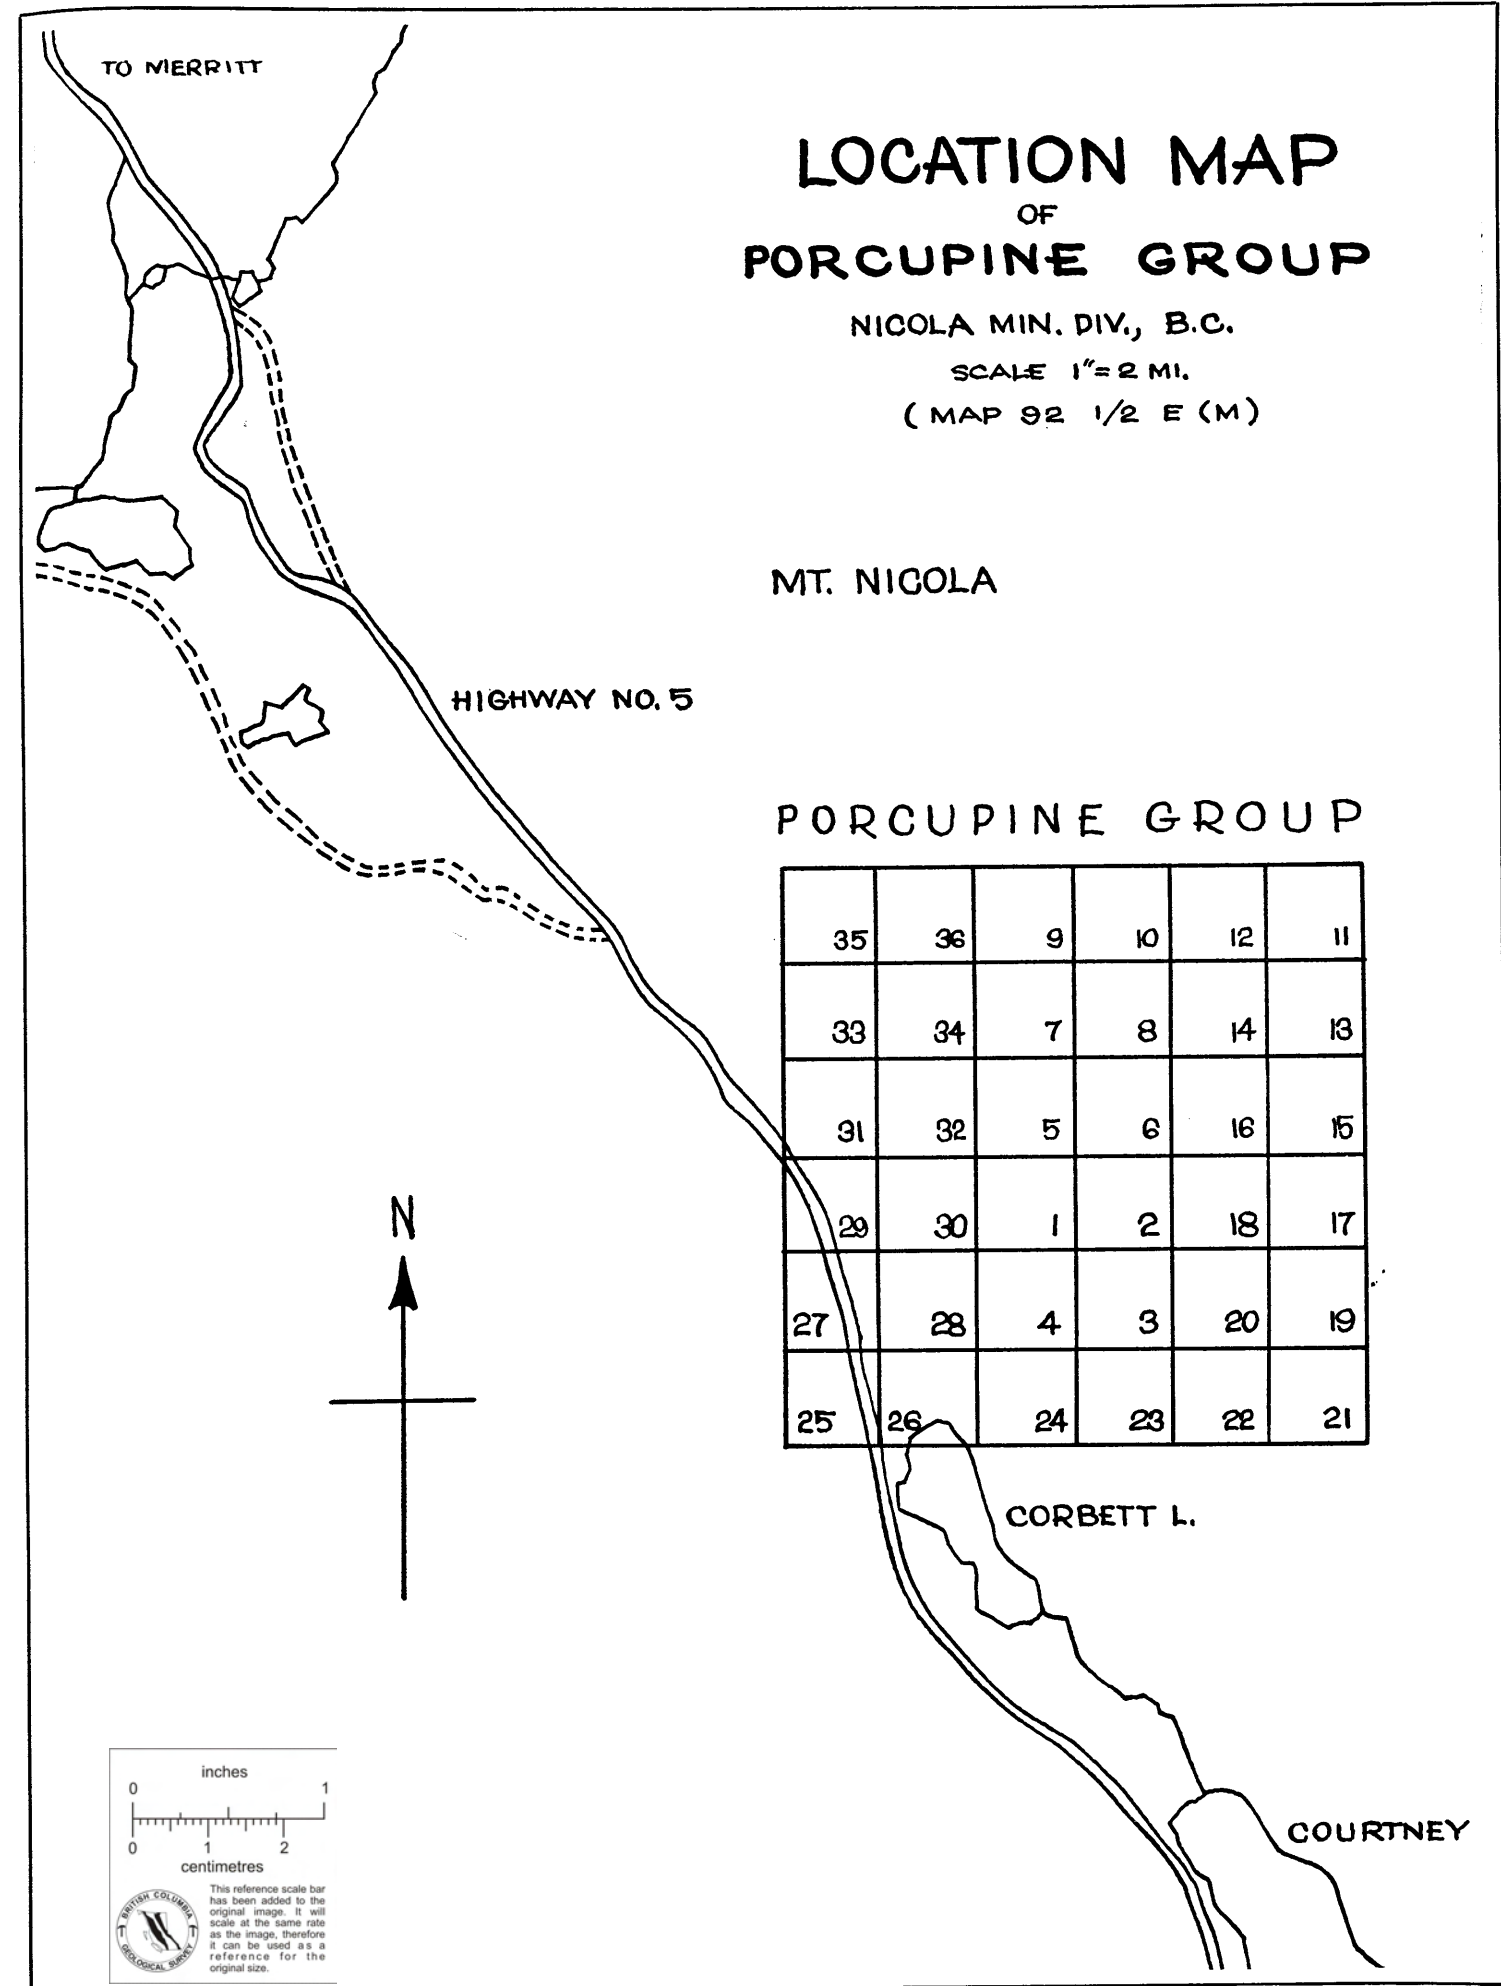 TO MERRITT
LOCATION MAP
OF
PORCUPINE GROUP
NICOLA MIN. DIV., B.C.
SCALE 1"=2 MI.
( MAP 92 1/2 E (M)
MT. NICOLA
HIGHWAY NO. 5
PORCUPINE GROUP
35 36 9 10 12 11
33 34 7 8 14 13
31 32 5 6 16 15
29 30 1 2 18 17
27 28 4 3 20 19
25 26 24 23 22 21
N
CORBETT L.
COURTNEY
inches
0 1
0 1 2
centimetres
BRITISH COLUMBIA
GEOLOGICAL SURVEY
This reference scale bar
has been added to the
original image. It will
scale at the same rate
as the image, therefore
it can be used as a
reference for the
original size.